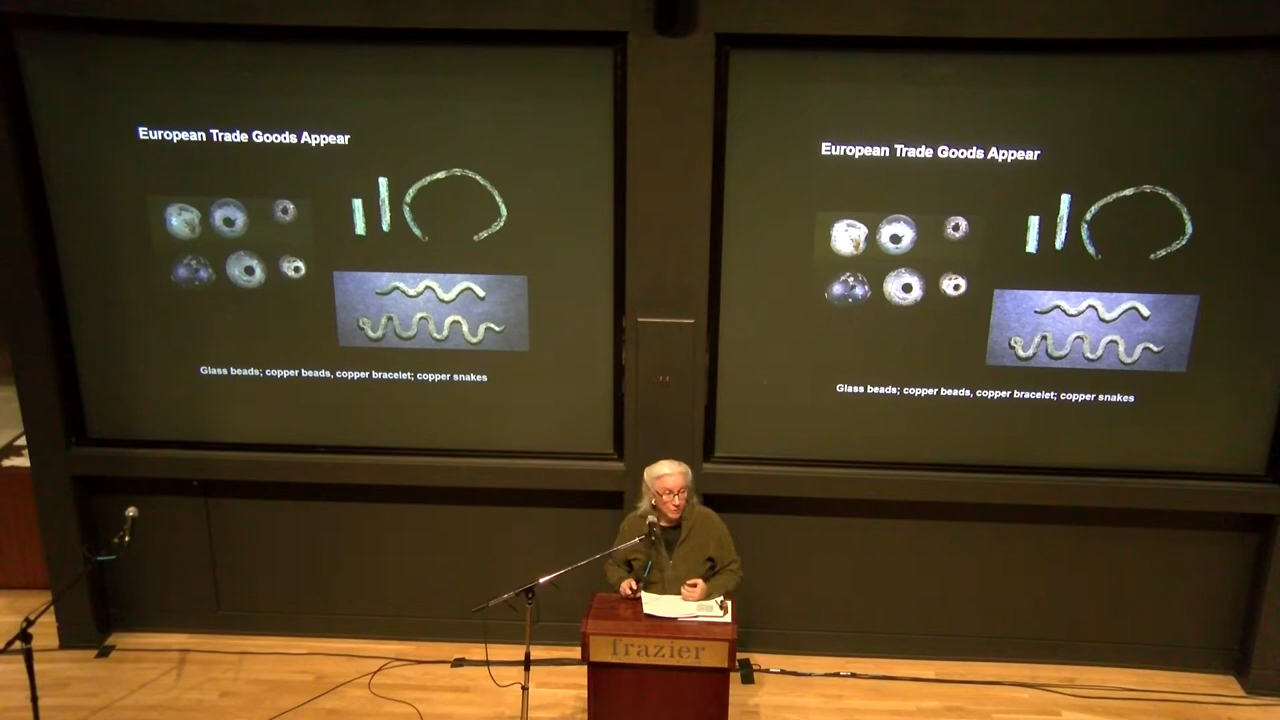 European Trade Goods Appear
Glass beads; copper beads, copper bracelet; copper snakes
European Trade Goods Appear
Glass beads; copper beads, copper bracelet; copper snakes
frazier